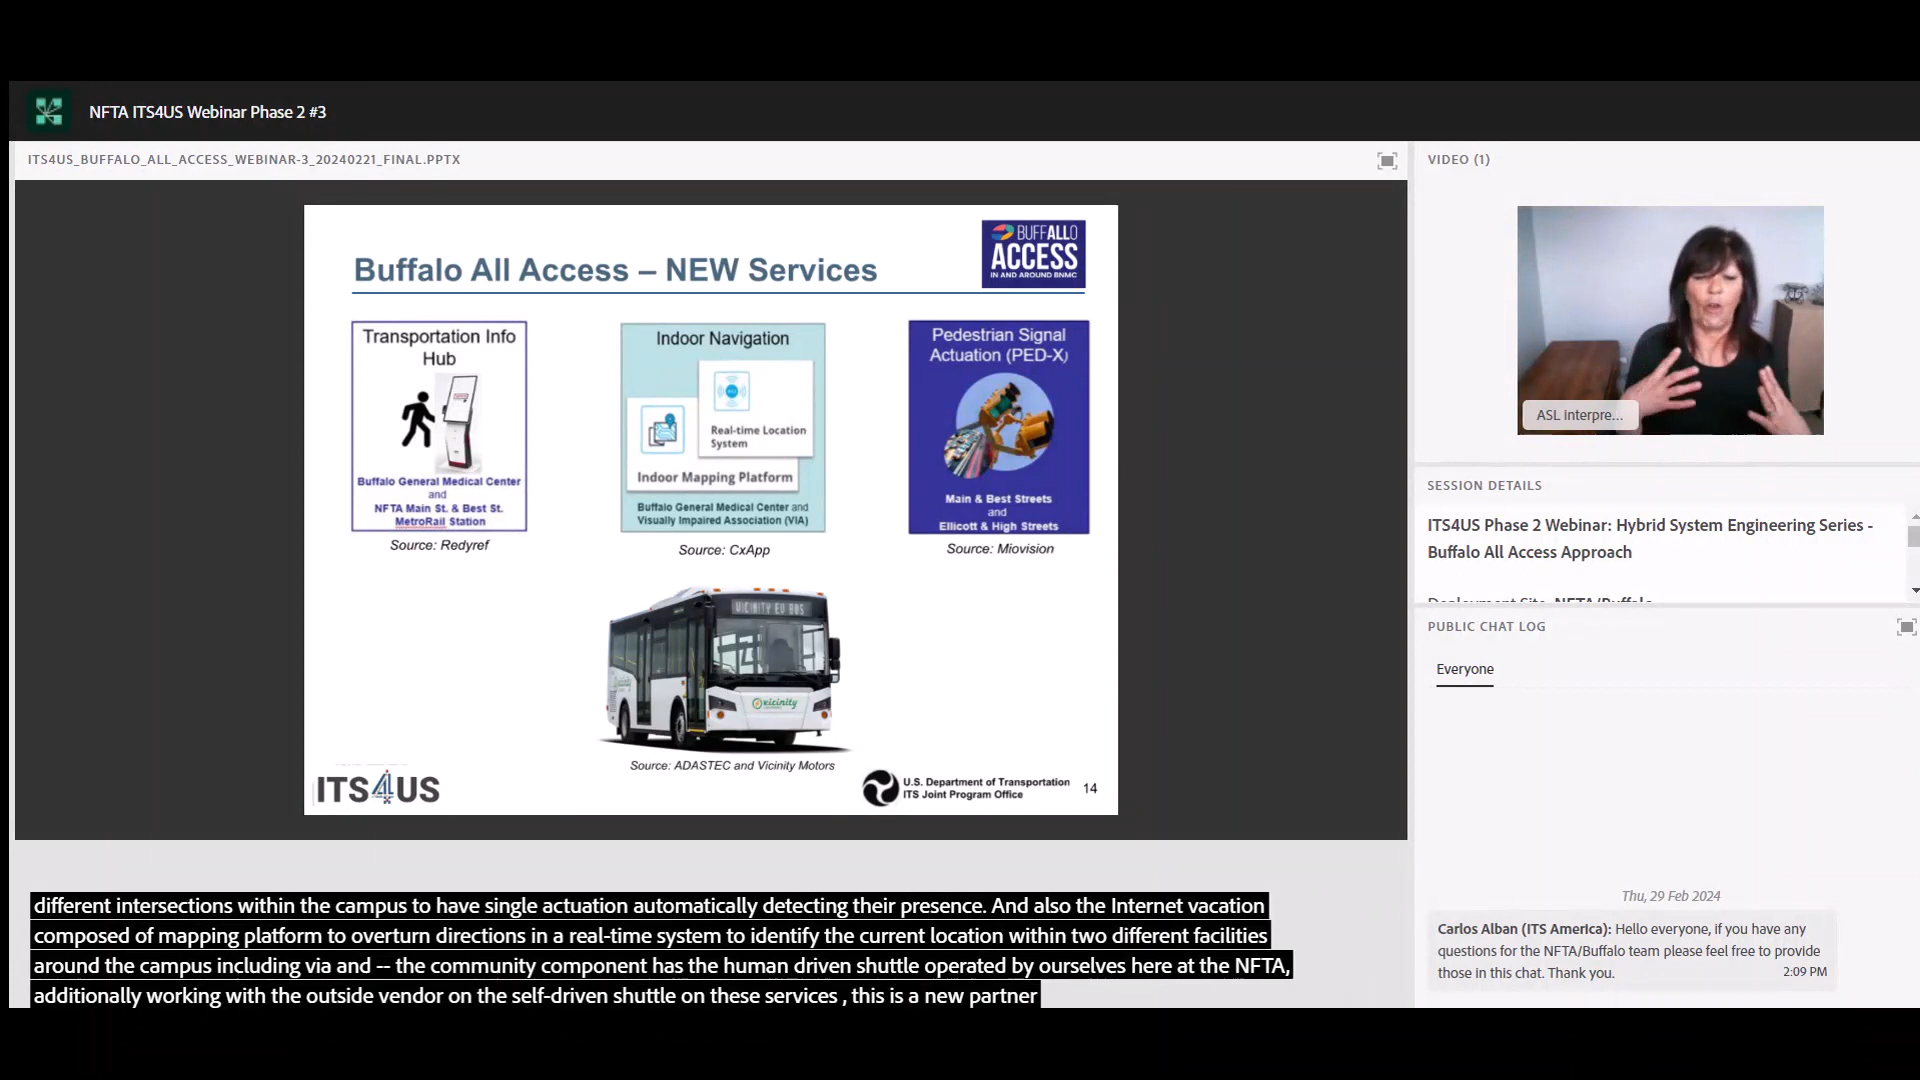 NFTA ITS4US Webinar Phase 2 #3
ITS4US_BUFFALO_ALL_ACCESS_WEBINAR-3_20240221_FINAL.PPTX
Buffalo All Access – NEW Services
BUFFALLO
ACCESS
IN AND AROUND BNMC
Transportation Info
Hub
Buffalo General Medical Center
and
NFTA Main St. & Best St.
MetroRail Station
Source: Redyref
Indoor Navigation
Real-time Location
System
Indoor Mapping Platform
Buffalo General Medical Center and
Visually Impaired Association (VIA)
Source: CxApp
Pedestrian Signal
Actuation (PED-X)
Main & Best Streets
and
Ellicott & High Streets
Source: Miovision
VICINITY EV BUS
vicinity
Source: ADASTEC and Vicinity Motors
ITS4US
U.S. Department of Transportation
ITS Joint Program Office
14
different intersections within the campus to have single actuation automatically detecting their presence. And also the Internet vacation
composed of mapping platform to overturn directions in a real-time system to identify the current location within two different facilities
around the campus including via and -- the community component has the human driven shuttle operated by ourselves here at the NFTA,
additionally working with the outside vendor on the self-driven shuttle on these services , this is a new partner
VIDEO (1)
ASL interpre...
SESSION DETAILS
ITS4US Phase 2 Webinar: Hybrid System Engineering Series -
Buffalo All Access Approach
Deployment Site, NFTA/Buffalo
PUBLIC CHAT LOG
Everyone
Thu, 29 Feb 2024
Carlos Alban (ITS America): Hello everyone, if you have any
questions for the NFTA/Buffalo team please feel free to provide
those in this chat. Thank you. 2:09 PM